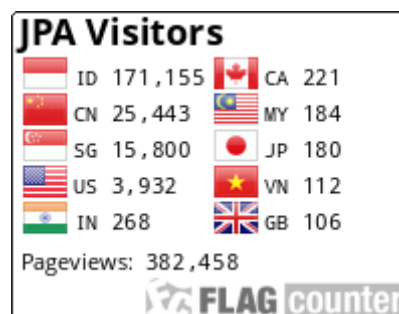 JPA Visitors
ID 171,155 CA 221
CN 25,443 MY 184
SG 15,800 JP 180
US 3,932 VN 112
IN 268 GB 106
Pageviews: 382,458
FLAG counter